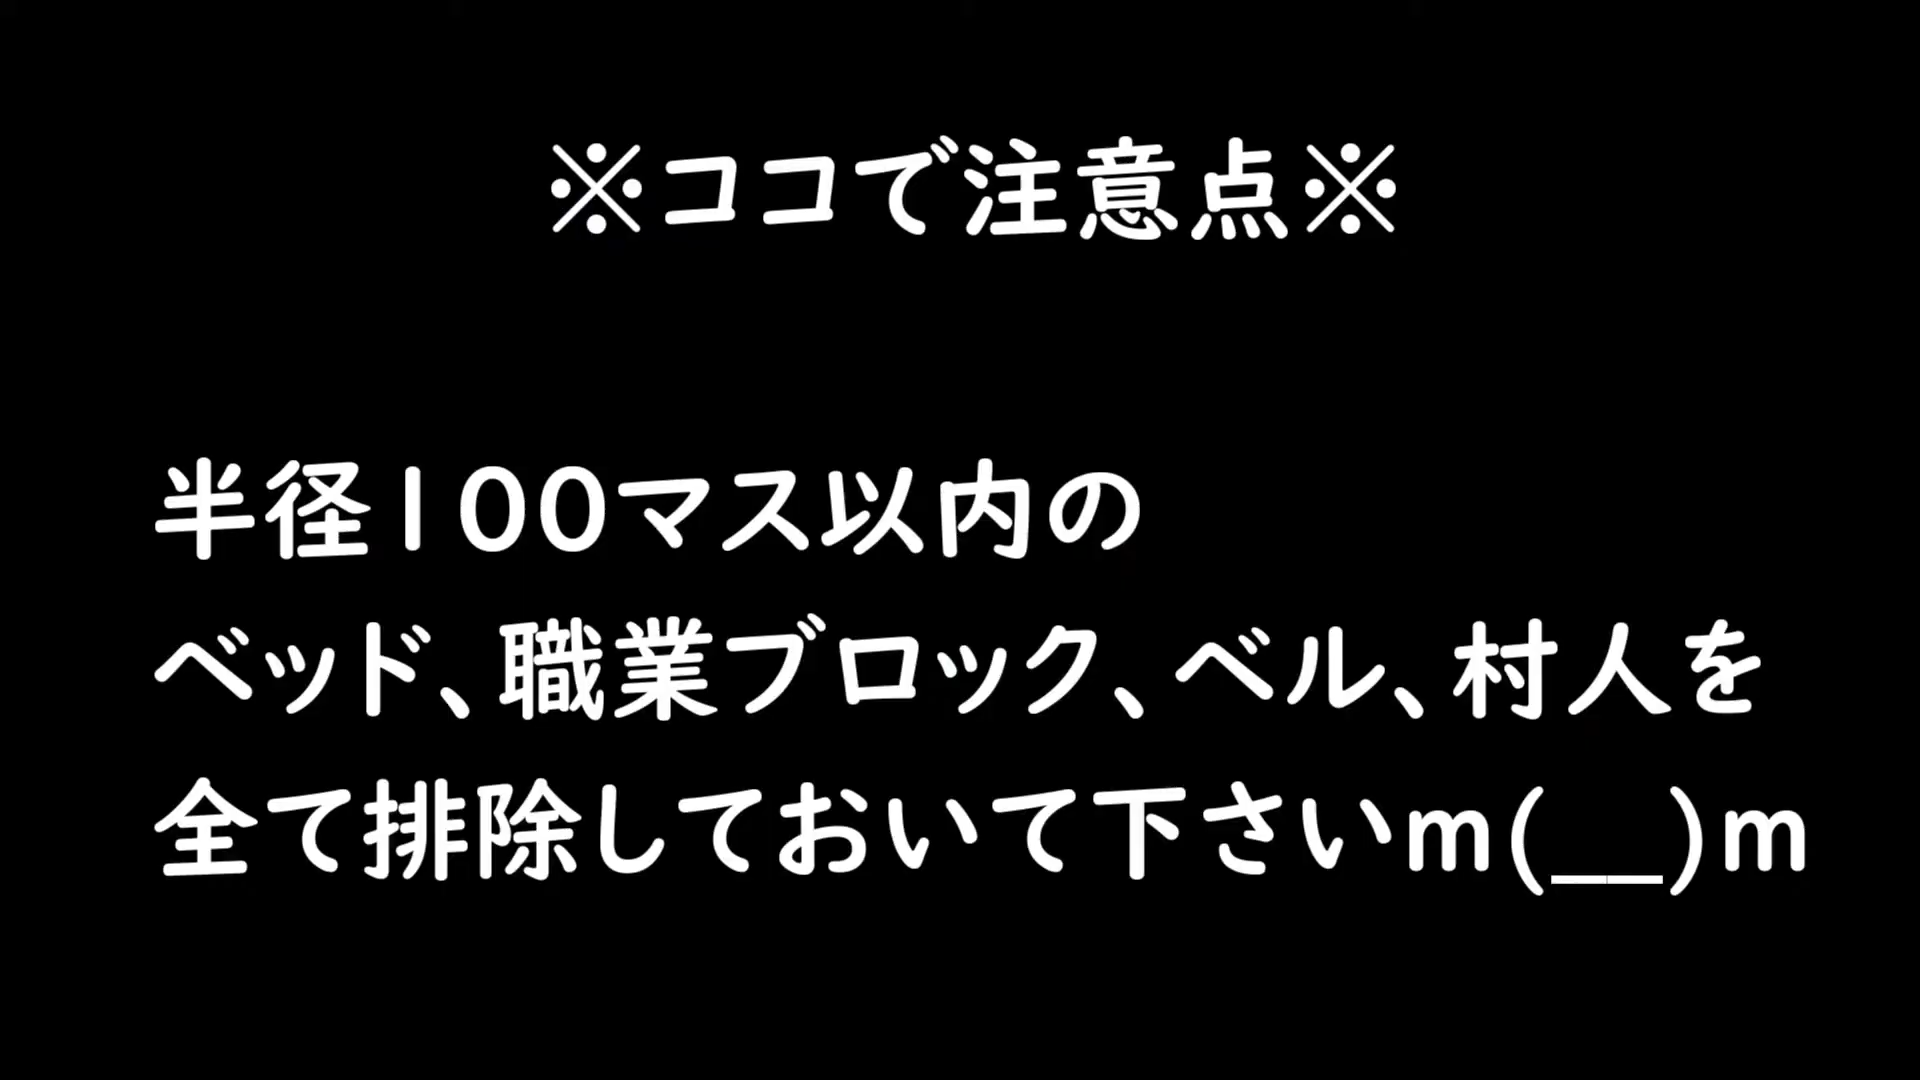 ※ココで注意点※
半径100マス以内の
ベッド、職業ブロック、ベル、村人を
全て排除しておいて下さいm(__)m